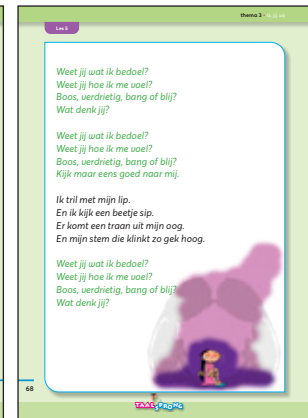 thema 3 • ik, jij, wij
Les 5
Weet jij wat ik bedoel?
Weet jij hoe ik me voel?
Boos, verdrietig, bang of blij?
Wat denk jij?
Weet jij wat ik bedoel?
Weet jij hoe ik me voel?
Boos, verdrietig, bang of blij?
Kijk maar eens goed naar mij.
Ik tril met mijn lip.
En ik kijk een beetje sip.
Er komt een traan uit mijn oog.
En mijn stem die klinkt zo gek hoog.
Weet jij wat ik bedoel?
Weet jij hoe ik me voel?
Boos, verdrietig, bang of blij?
Wat denk jij?
68
TAALSPRONG